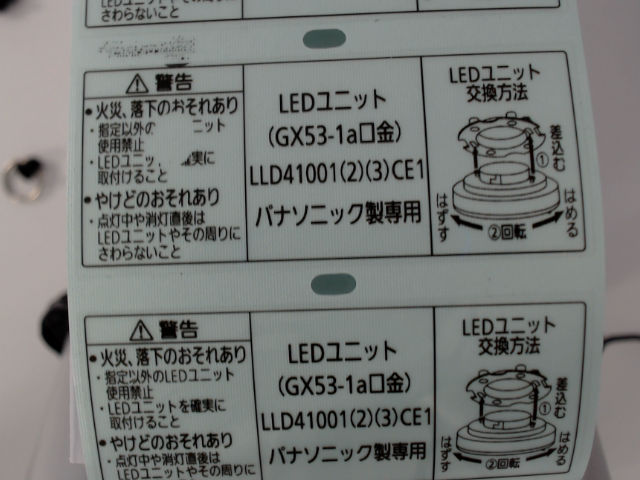 さわらないこと
警告
・火災、落下のおそれあり
・指定以外の ニット
使用禁止
・LEDユニッ 確実に
取付けること
・やけどのおそれあり
・点灯中や消灯直後は
LEDユニットやその周りに
さわらないこと
LEDユニット
(GX53-1a口金)
LLD41001(2)(3)CE1
パナソニック製専用
LEDユニット
交換方法
差込む
①
はずす
はめる
②回転
警告
・火災、落下のおそれあり
・指定以外のLEDユニット
使用禁止
・LEDユニットを確実に
取付けること
・やけどのおそれあり
・点灯中や消灯直後は
LEDユニットやその周りに
LEDユニット
(GX53-1a口金)
LLD41001(2)(3)CE1
パナソニック製専用
LEDユニット
交換方法
差込む
①
はずす
はめる
②回転